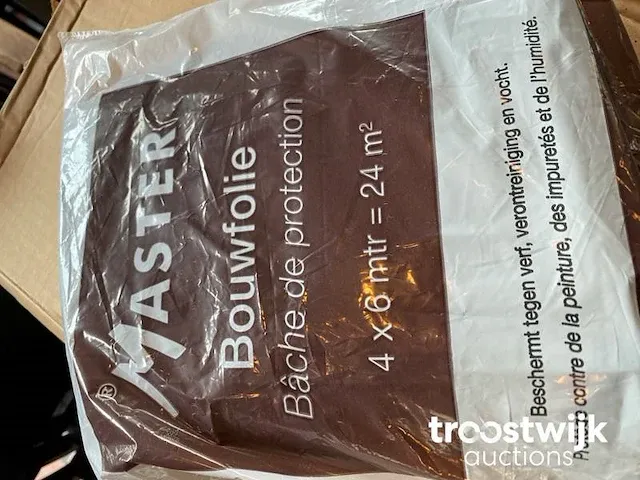 MASTER®
Bouwfolie
Bâche de protection
4 x 6 mtr = 24 m²
Beschermt tegen verf, verontreiniging en vocht.
contre de la peinture, des impuretés et de l'humidité.
troostwijk
auctions